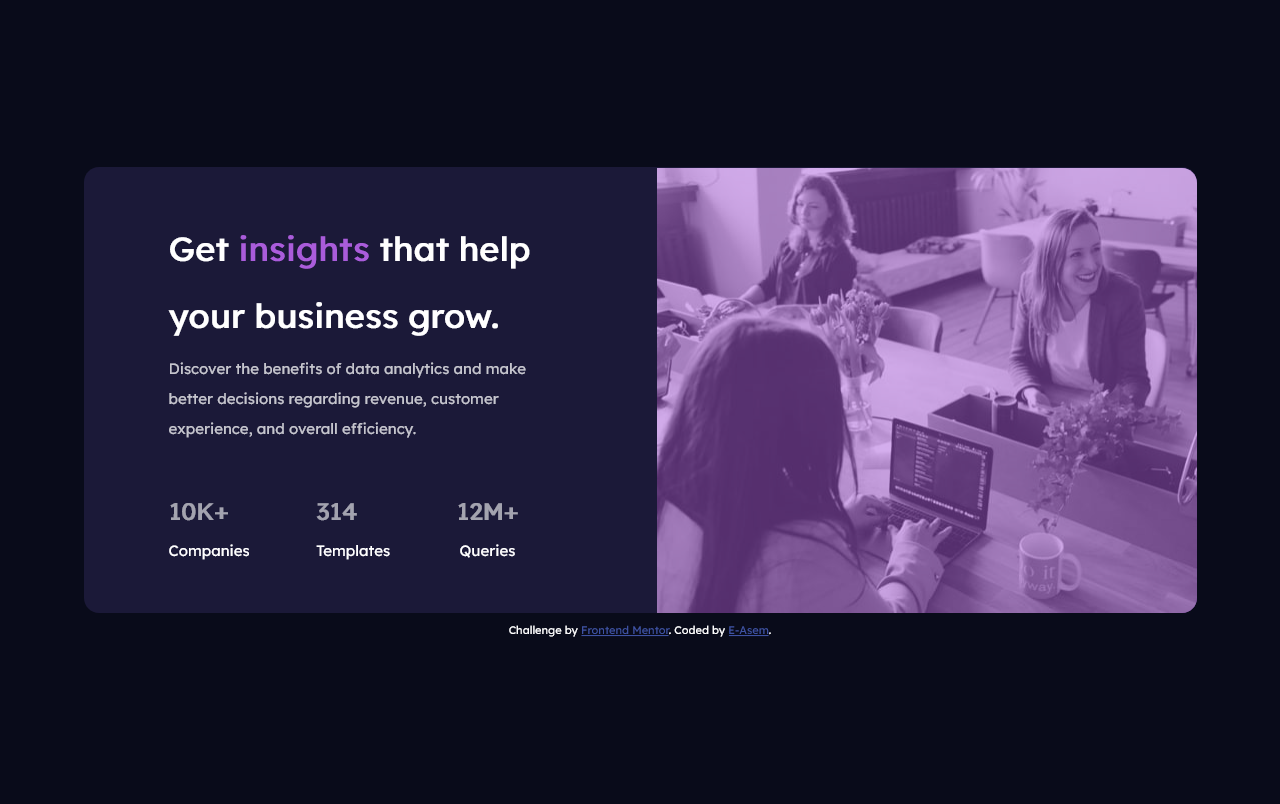 Get insights that help
your business grow.
Discover the benefits of data analytics and make
better decisions regarding revenue, customer
experience, and overall efficiency.
10K+ 314 12M+
Companies Templates Queries
Challenge by Frontend Mentor. Coded by E-Asem.